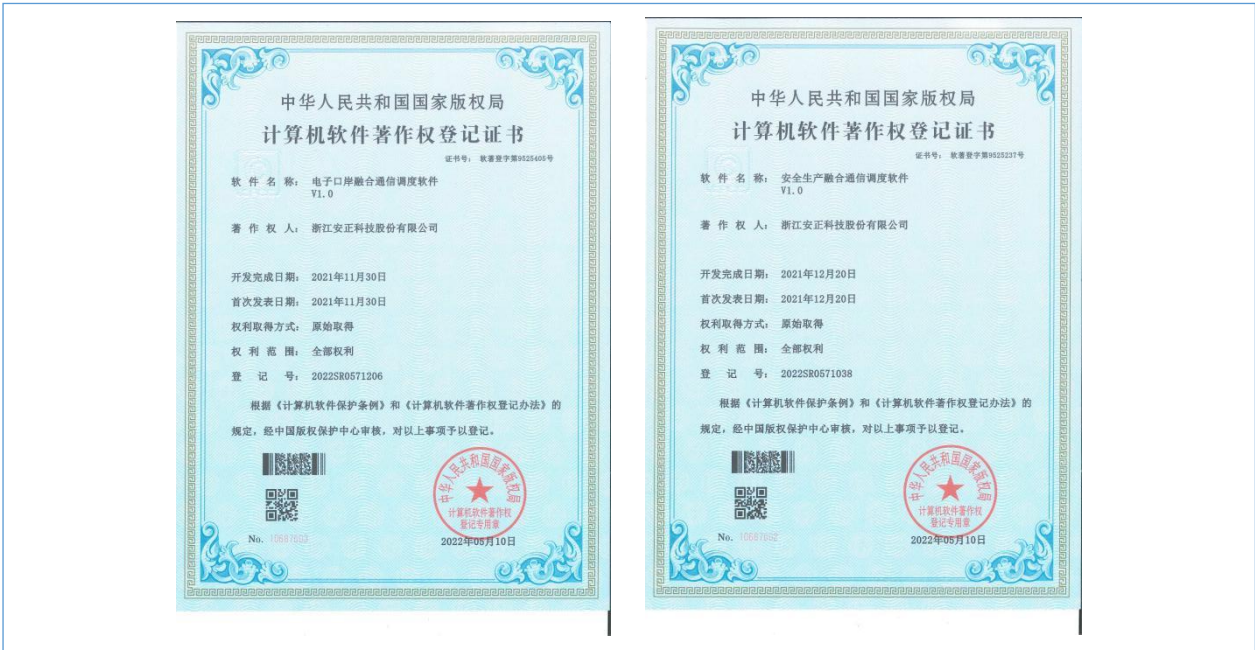 中华人民共和国国家版权局
计算机软件著作权登记证书
证书号： 软著登字第9525405号
软件名称： 电子口岸融合通信调度软件
V1.0
著作权人： 浙江安正科技股份有限公司
开发完成日期： 2021年11月30日
首次发表日期： 2021年11月30日
权利取得方式： 原始取得
权利范围： 全部权利
登记号： 2022SR0571206
根据《计算机软件保护条例》和《计算机软件著作权登记办法》的
规定，经中国版权保护中心审核，对以上事项予以登记。
中华人民共和国国家版权局
计算机软件著作权
登记专用章
No.
2022年05月10日
中华人民共和国国家版权局
计算机软件著作权登记证书
证书号： 软著登字第9525237号
软件名称： 安全生产融合通信调度软件
V1.0
著作权人： 浙江安正科技股份有限公司
开发完成日期： 2021年12月20日
首次发表日期： 2021年12月20日
权利取得方式： 原始取得
权利范围： 全部权利
登记号： 2022SR0571038
根据《计算机软件保护条例》和《计算机软件著作权登记办法》的
规定，经中国版权保护中心审核，对以上事项予以登记。
中华人民共和国国家版权局
计算机软件著作权
登记专用章
No.
2022年05月10日